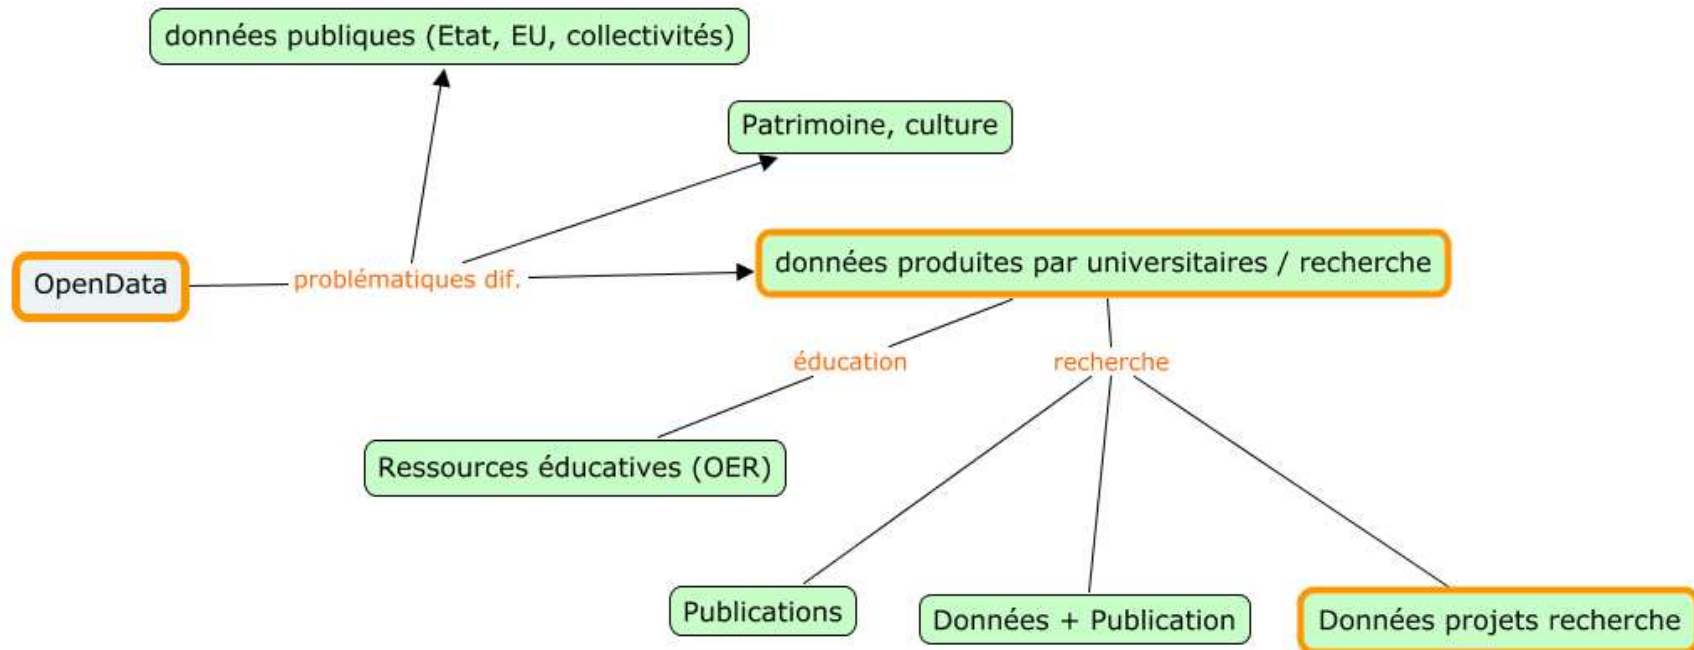 données publiques (Etat, EU, collectivités)
Patrimoine, culture
données produites par universitaires / recherche
OpenData
problématiques dif.
éducation
recherche
Ressources éducatives (OER)
Publications
Données + Publication
Données projets recherche